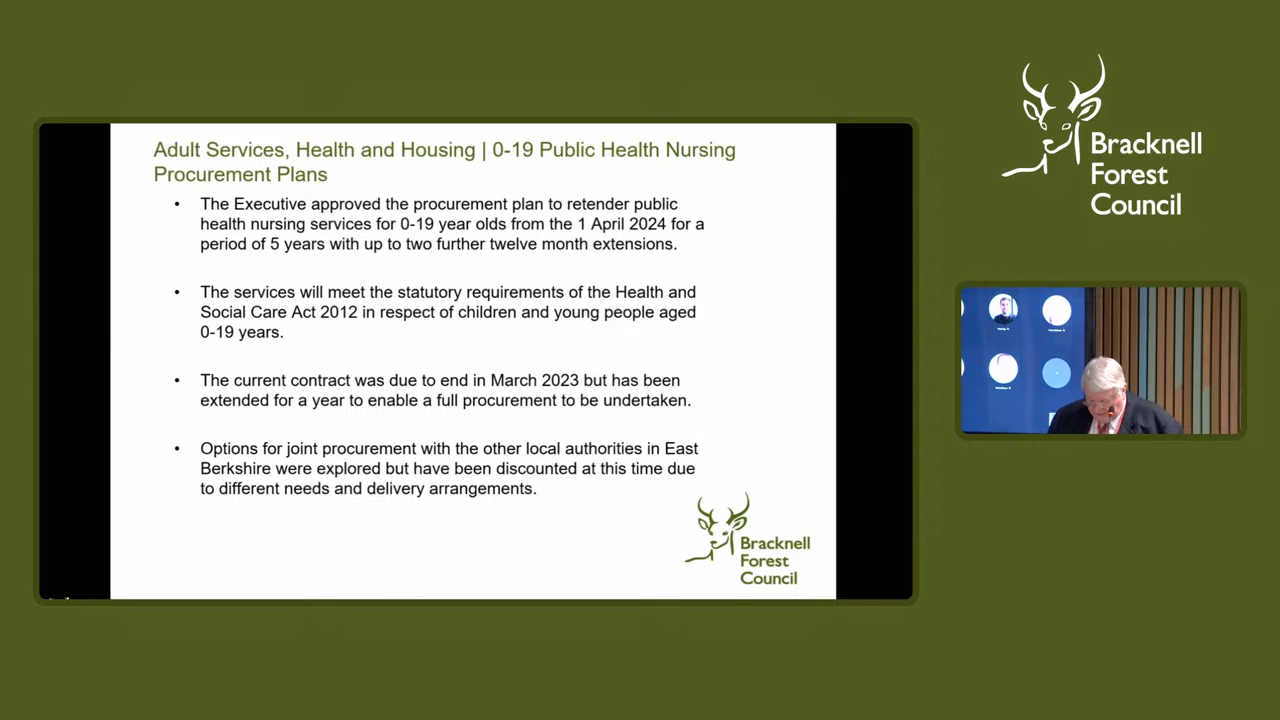 Adult Services, Health and Housing | 0-19 Public Health Nursing
Procurement Plans
• The Executive approved the procurement plan to retender public
health nursing services for 0-19 year olds from the 1 April 2024 for a
period of 5 years with up to two further twelve month extensions.
• The services will meet the statutory requirements of the Health and
Social Care Act 2012 in respect of children and young people aged
0-19 years.
• The current contract was due to end in March 2023 but has been
extended for a year to enable a full procurement to be undertaken.
• Options for joint procurement with the other local authorities in East
Berkshire were explored but have been discounted at this time due
to different needs and delivery arrangements.
Bracknell
Forest
Council
Bracknell
Forest
Council